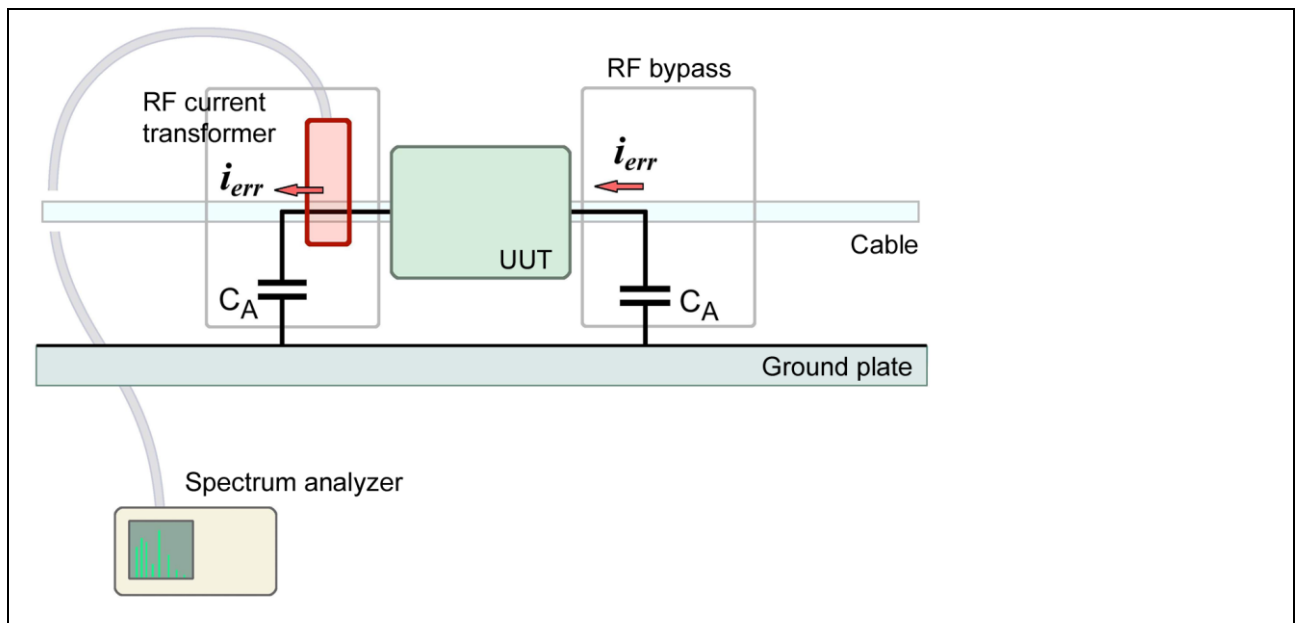 RF bypass
RF current
transformer
i_err
i_err
Cable
UUT
C_A
C_A
Ground plate
Spectrum analyzer